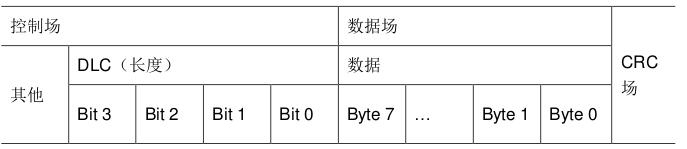 控制场 数据场
DLC（长度） 数据
其他
CRC
场
Bit 3 Bit 2 Bit 1 Bit 0 Byte 7 … Byte 1 Byte 0